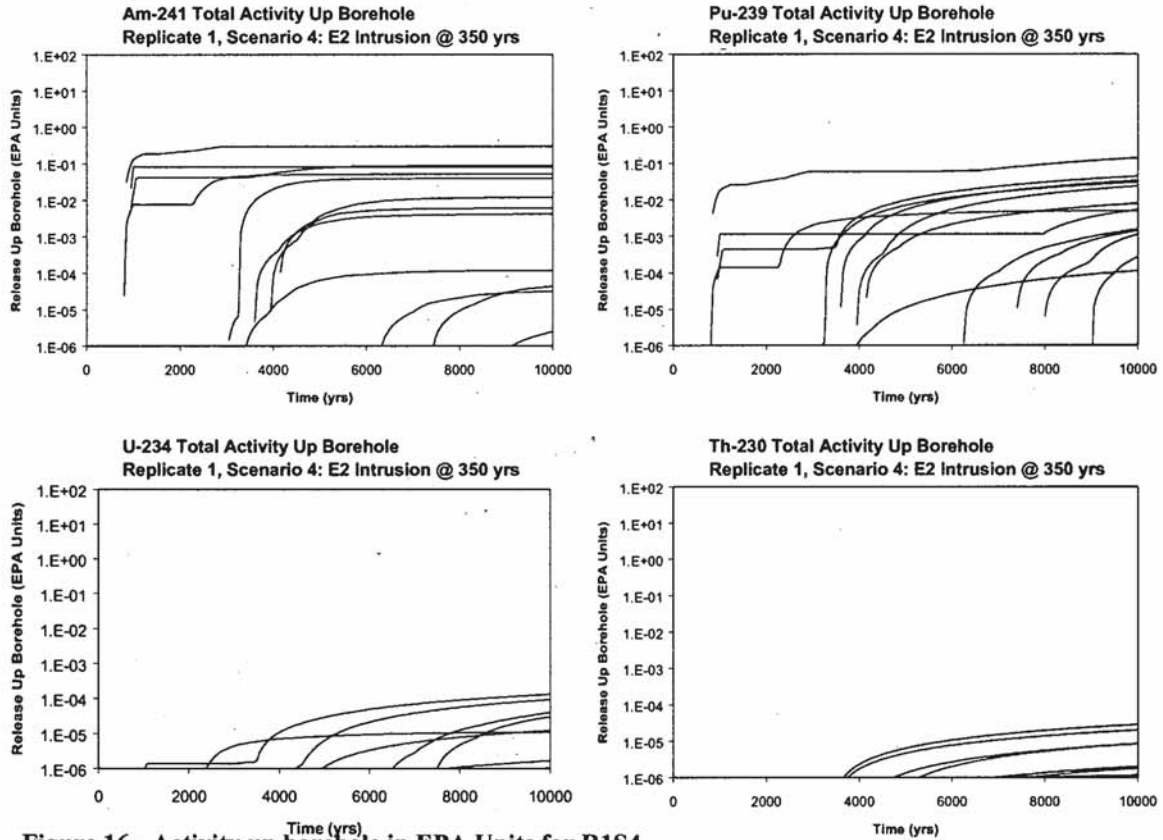 Am-241 Total Activity Up Borehole
Replicate 1, Scenario 4: E2 Intrusion @ 350 yrs
Release Up Borehole (EPA Units)
1.E+02
1.E+01
1.E+00
1.E-01
1.E-02
1.E-03
1.E-04
1.E-05
1.E-06
0 2000 4000 6000 8000 10000
Time (yrs)
Pu-239 Total Activity Up Borehole
Replicate 1, Scenario 4: E2 Intrusion @ 350 yrs
Release Up Borehole (EPA Units)
1.E+02
1.E+01
1.E+00
1.E-01
1.E-02
1.E-03
1.E-04
1.E-05
1.E-06
0 2000 4000 6000 8000 10000
Time (yrs)
U-234 Total Activity Up Borehole
Replicate 1, Scenario 4: E2 Intrusion @ 350 yrs
Release Up Borehole (EPA Units)
1.E+02
1.E+01
1.E+00
1.E-01
1.E-02
1.E-03
1.E-04
1.E-05
1.E-06
0 2000 4000 6000 8000 10000
Time (yrs)
Th-230 Total Activity Up Borehole
Replicate 1, Scenario 4: E2 Intrusion @ 350 yrs
Release Up Borehole (EPA Units)
1.E+02
1.E+01
1.E+00
1.E-01
1.E-02
1.E-03
1.E-04
1.E-05
1.E-06
0 2000 4000 6000 8000 10000
Time (yrs)
Figure 16 Activity up borehole in EPA Units for R1S4